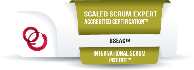 SCALED SCRUM EXPERT
ACCREDITED CERTIFICATION™
INTERNATIONAL SCRUM
INSTITUTE™